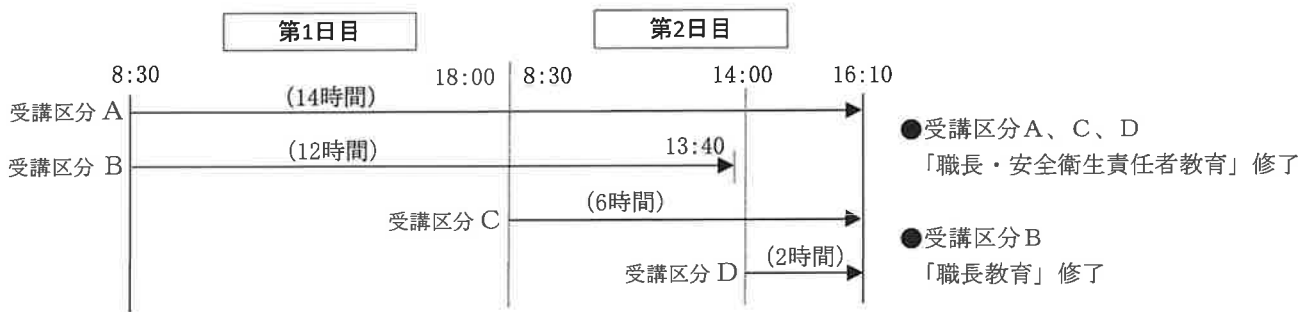 第1日目
第2日目
8:30
18:00
8:30
14:00
16:10
受講区分 A
(14時間)
受講区分 B
(12時間)
13:40
受講区分 C
(6時間)
受講区分 D
(2時間)
●受講区分A、C、D
「職長・安全衛生責任者教育」修了
●受講区分B
「職長教育」修了